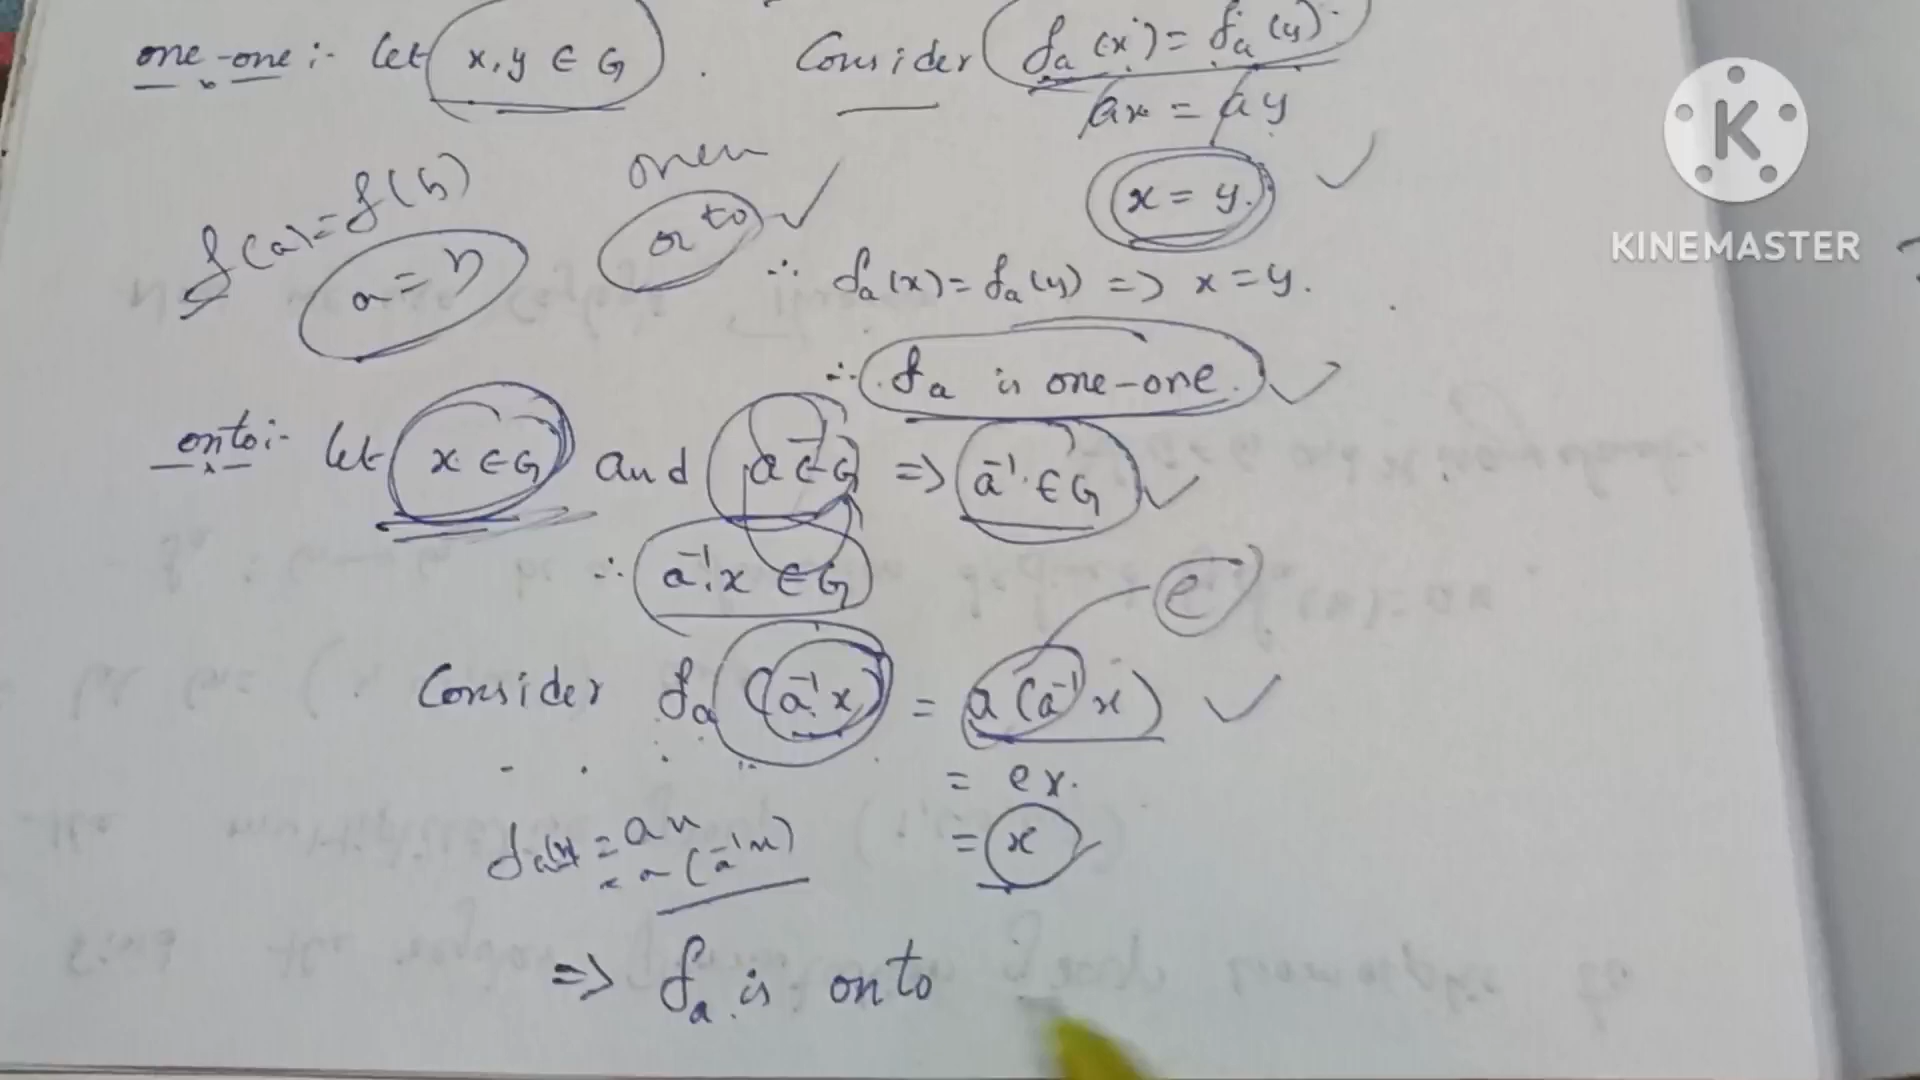 one-one :- let x, y ∈ G. Consider fₐ(x) = fₐ(y).
ax = ay
x = y.
f(a) = f(b)
a = b
onto
∴ fₐ(x) = fₐ(y) => x = y.
∴ fₐ is one-one.
onto :- let x ∈ G and a ∈ G => a⁻¹ ∈ G
∴ a⁻¹x ∈ G
e
Consider fₐ(a⁻¹x) = a(a⁻¹x)
= ex.
= x
fₐ(x) = ax
= a(a⁻¹x)
=> fₐ is onto
K
KINEMASTER